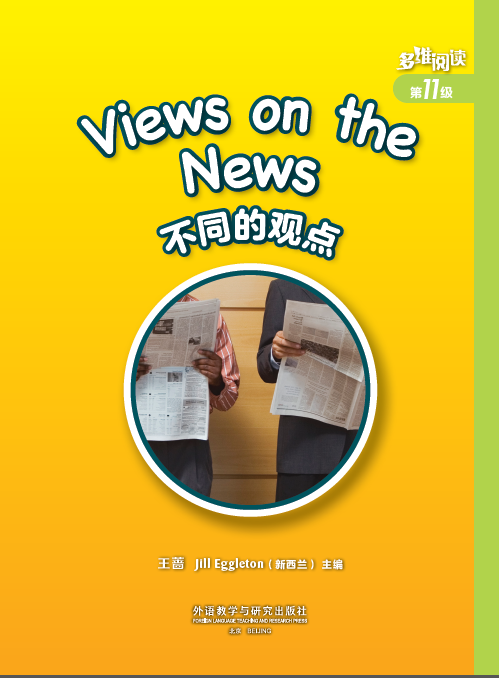 多维阅读
第11级
Views on the
News
不同的观点
王蔷 Jill Eggleton（新西兰）主编
外语教学与研究出版社
FOREIGN LANGUAGE TEACHING AND RESEARCH PRESS
北京 BEIJING